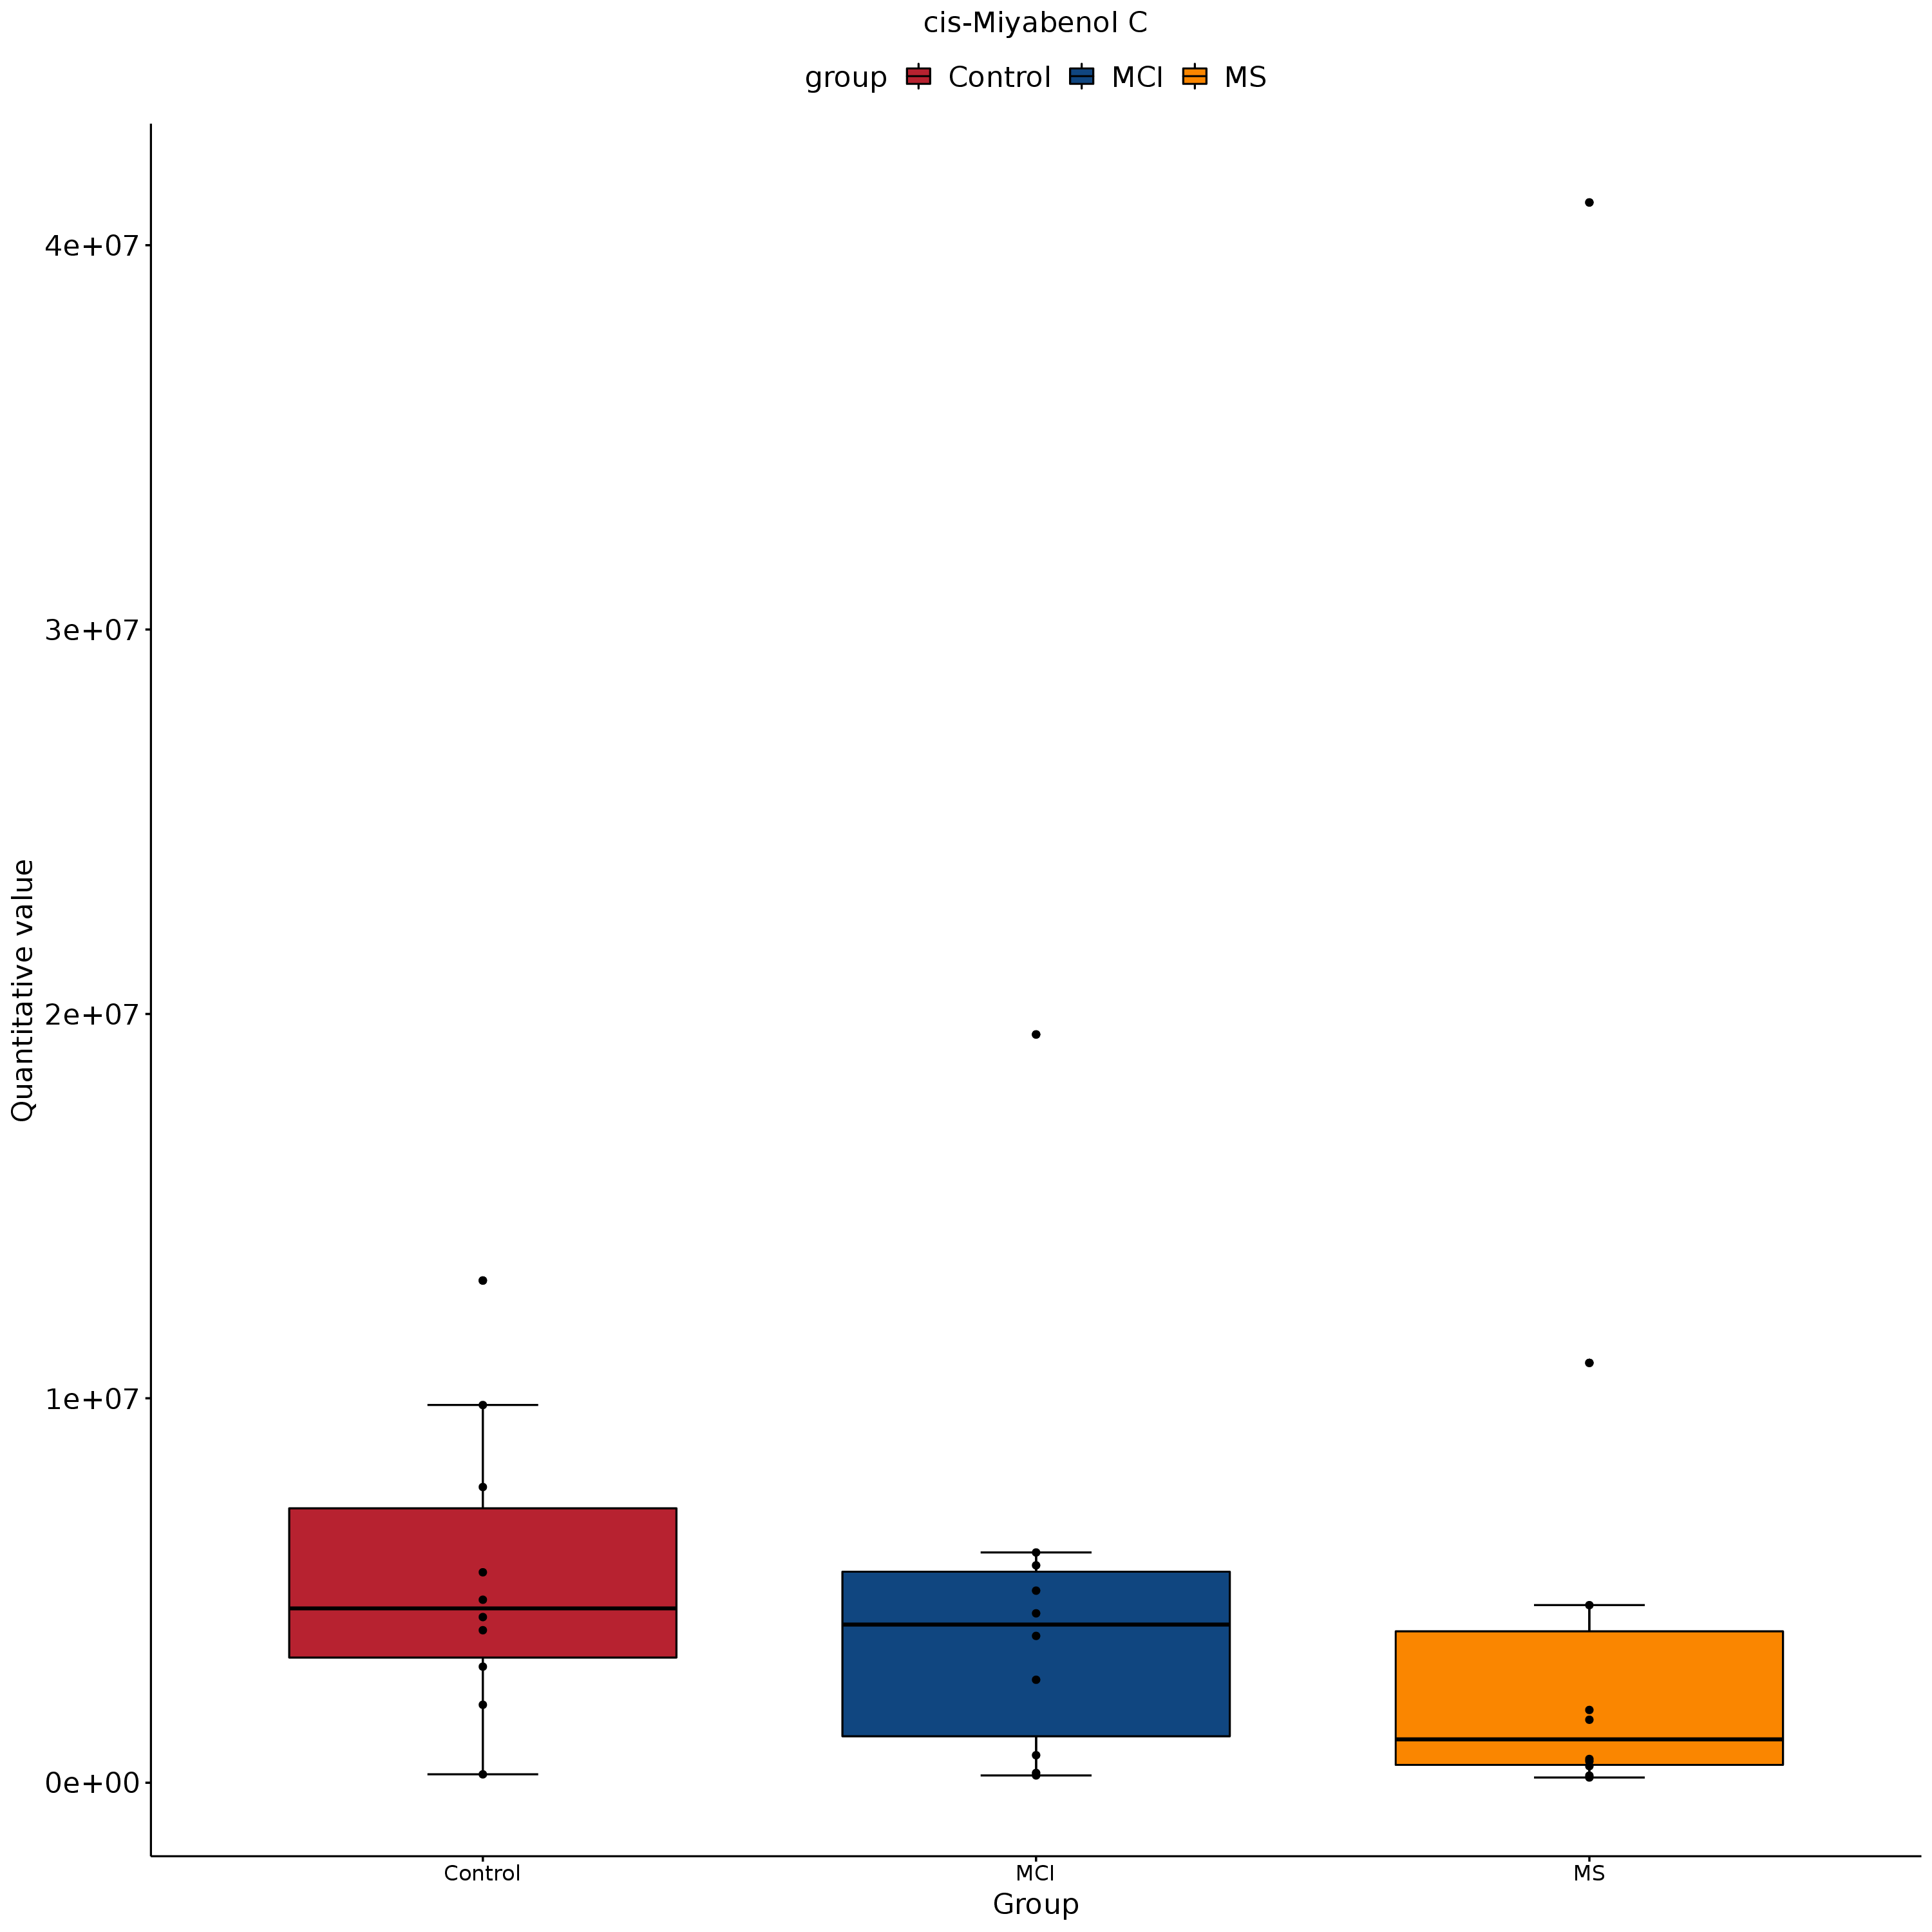 cis-Miyabenol C
group Control MCI MS
4e+07
3e+07
2e+07
1e+07
0e+00
Quantitative value
Control MCI MS
Group